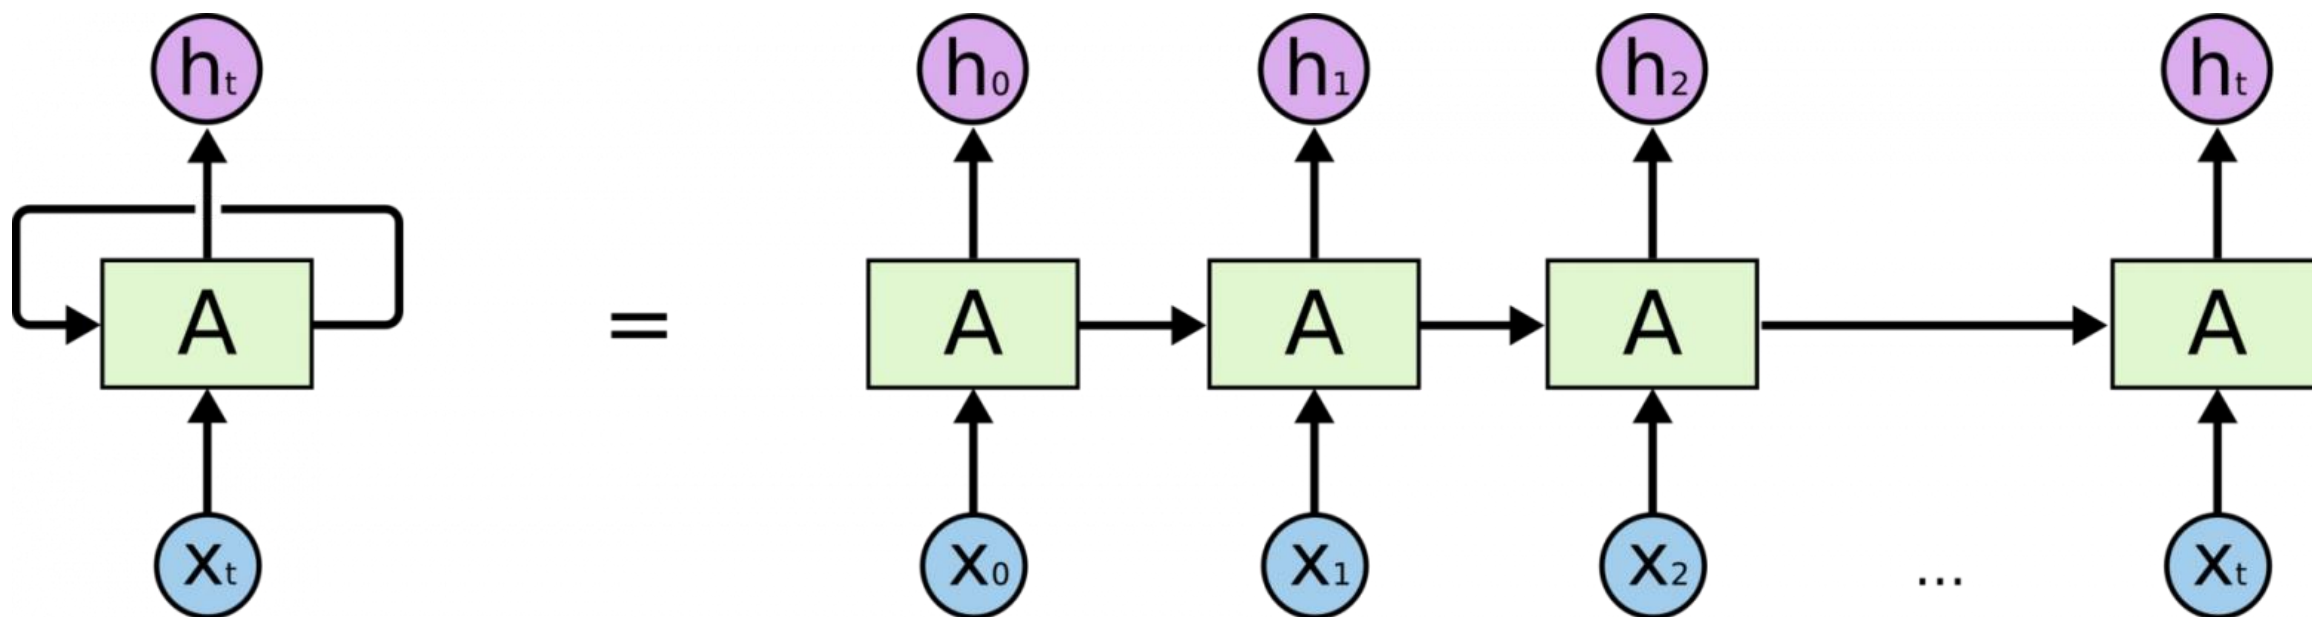 ht h0 h1 h2 ht
A = A A A A
xt x0 x1 x2 ... xt